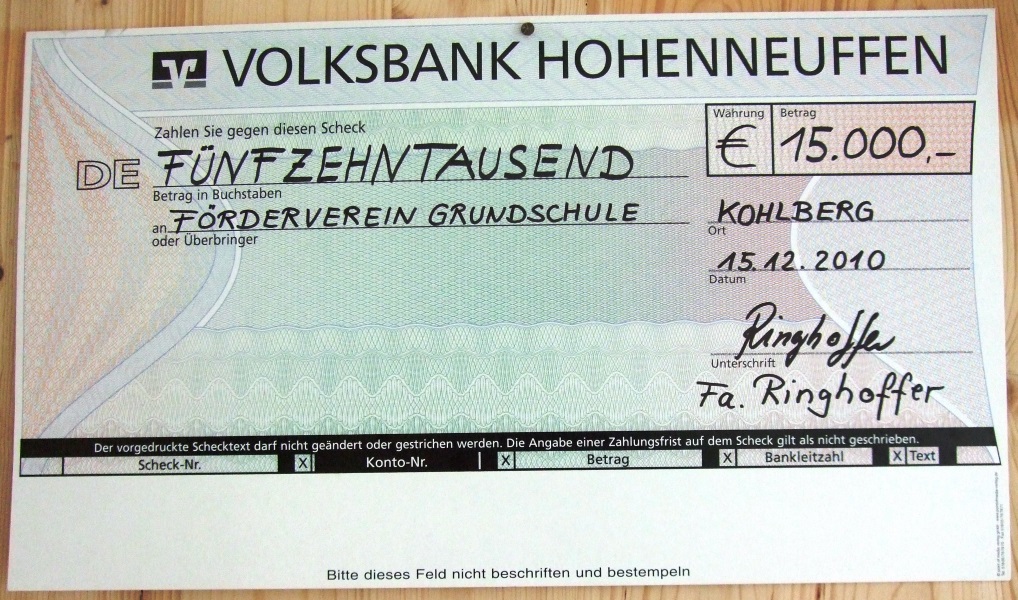 VOLKSBANK HOHENNEUFFEN
Zahlen Sie gegen diesen Scheck
Währung
Betrag
DE FÜNFZEHNTAUSEND
€ 15.000,-
Betrag in Buchstaben
an FÖRDERVEREIN GRUNDSCHULE
oder Überbringer
KOHLBERG
Ort
15.12.2010
Datum
Ringhoffer
Unterschrift
Fa. Ringhoffer
Der vorgedruckte Schecktext darf nicht geändert oder gestrichen werden. Die Angabe einer Zahlungsfrist auf dem Scheck gilt als nicht geschrieben.
Scheck-Nr. X Konto-Nr. X Betrag X Bankleitzahl X Text
Bitte dieses Feld nicht beschriften und bestempeln